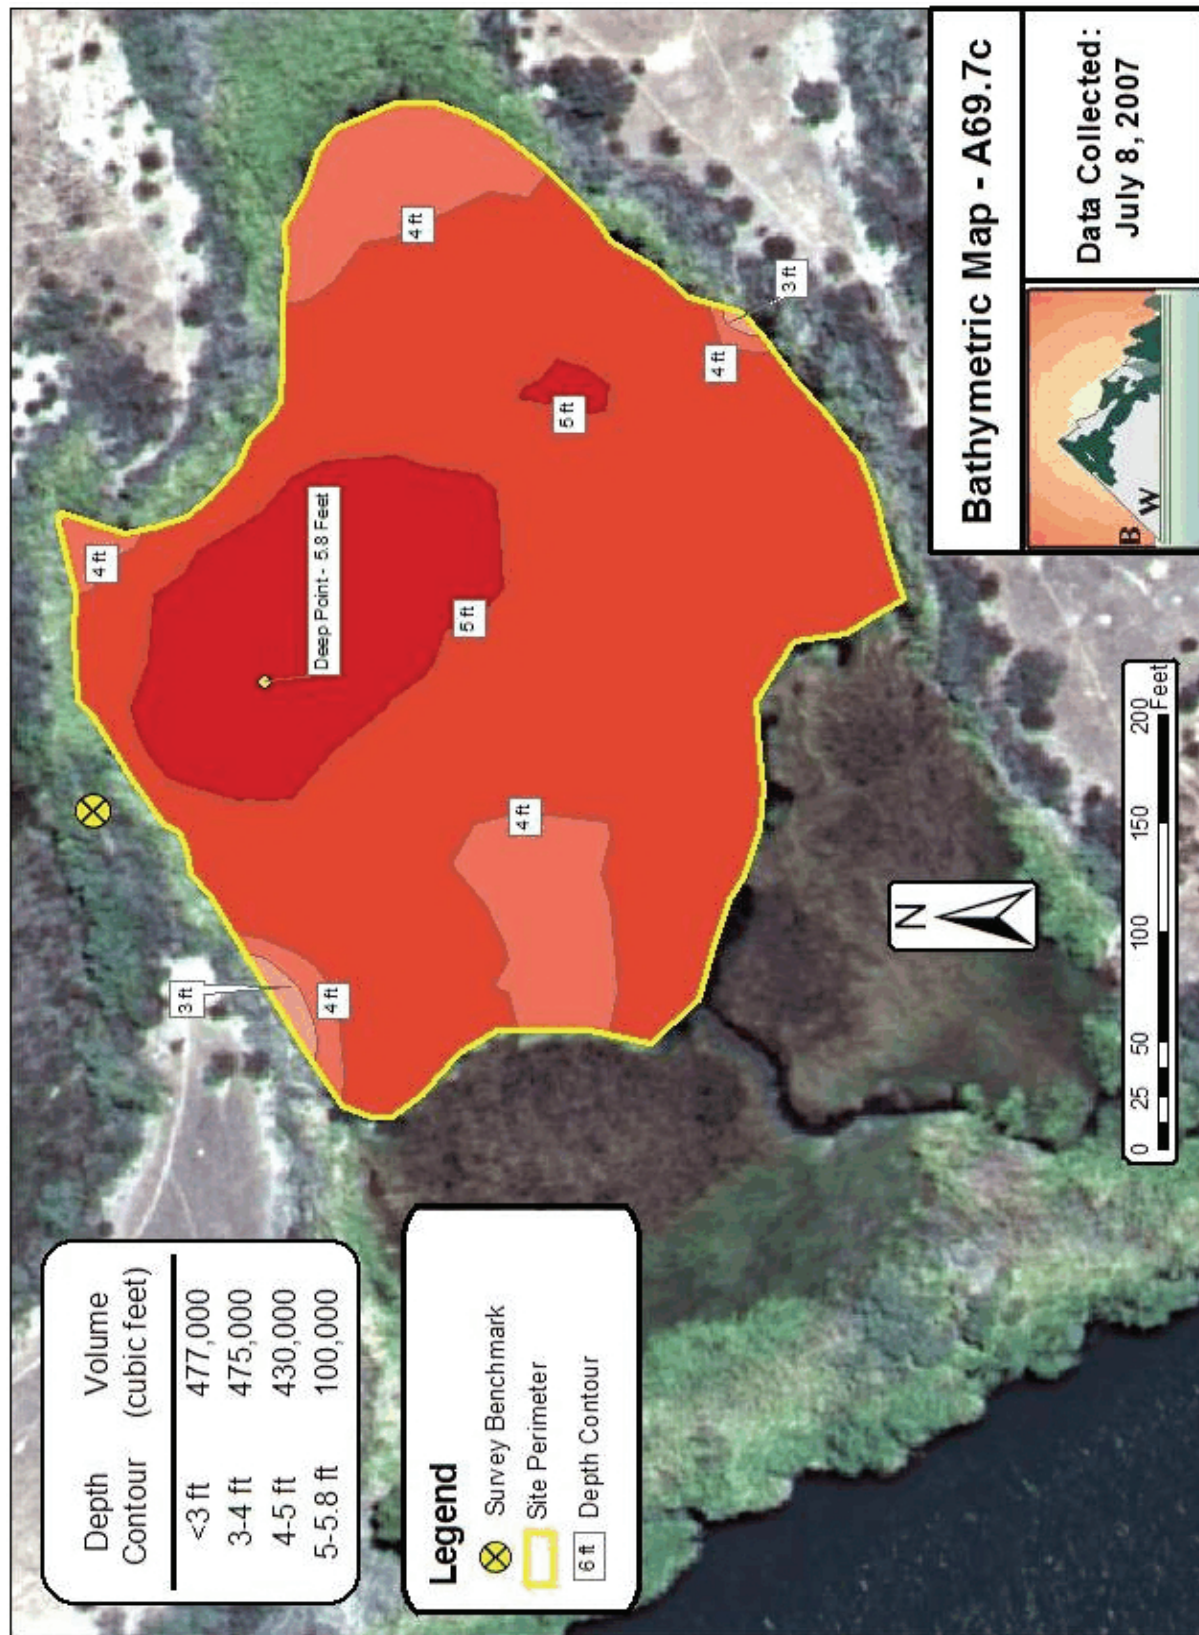 Depth Volume
Contour (cubic feet)
<3 ft 477,000
3-4 ft 475,000
4-5 ft 430,000
5-5.8 ft 100,000
Legend
Survey Benchmark
Site Perimeter
6 ft Depth Contour
3 ft
4 ft
4 ft
4 ft
Deep Point - 5.8 Feet
5 ft
5 ft
4 ft
4 ft
3 ft
N
0 25 50 100 150 200
Feet
Bathymetric Map - A69.7c
B W
Data Collected:
July 8, 2007